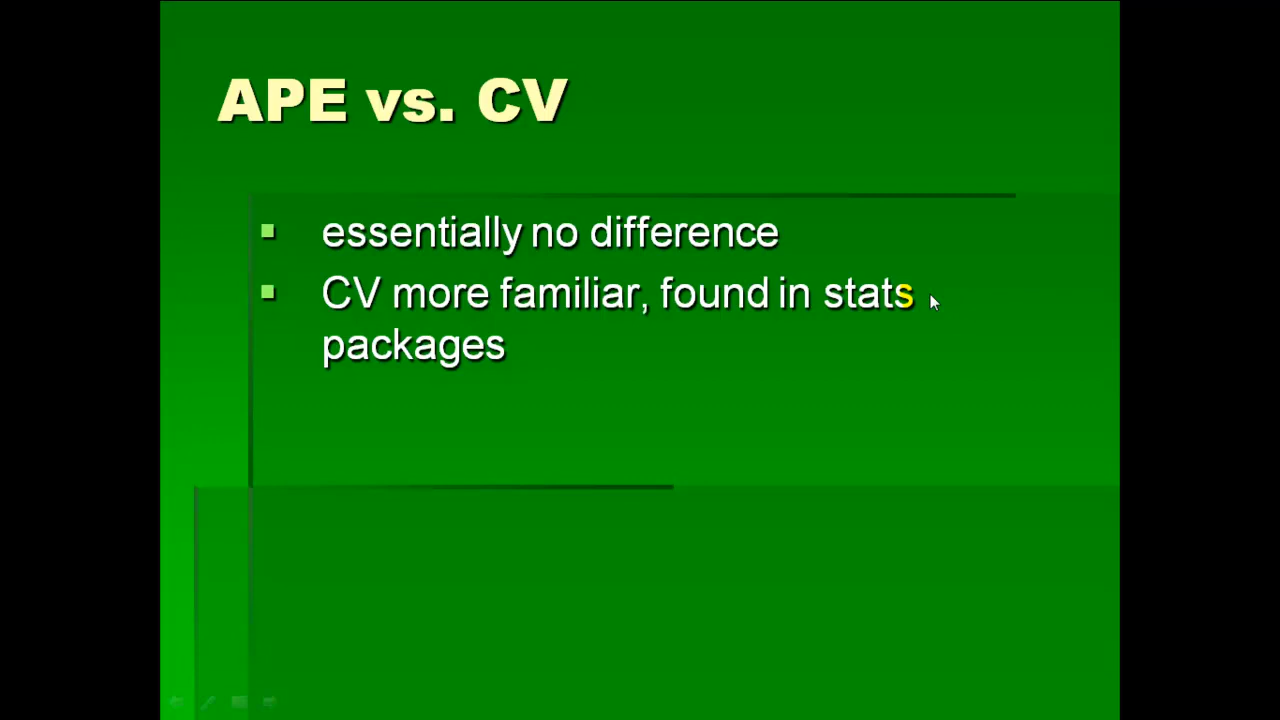 APE vs. CV
essentially no difference
CV more familiar, found in stats
packages